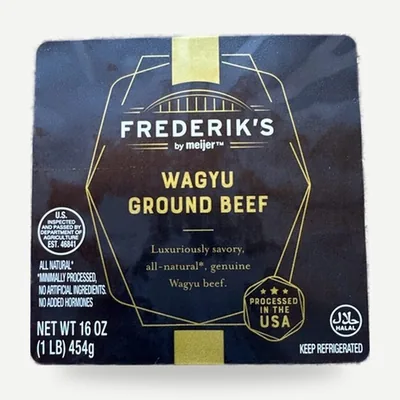 FREDERIK'S
by meijer™
WAGYU
GROUND BEEF
Luxuriously savory,
all-natural*, genuine
Wagyu beef.
U.S.
INSPECTED
AND PASSED BY
DEPARTMENT OF
AGRICULTURE
EST. 46841
ALL NATURAL*
*MINIMALLY PROCESSED,
NO ARTIFICIAL INGREDIENTS.
NO ADDED HORMONES
NET WT 16 OZ
(1 LB) 454g
PROCESSED
IN THE
USA
حلال
HALAL
KEEP REFRIGERATED